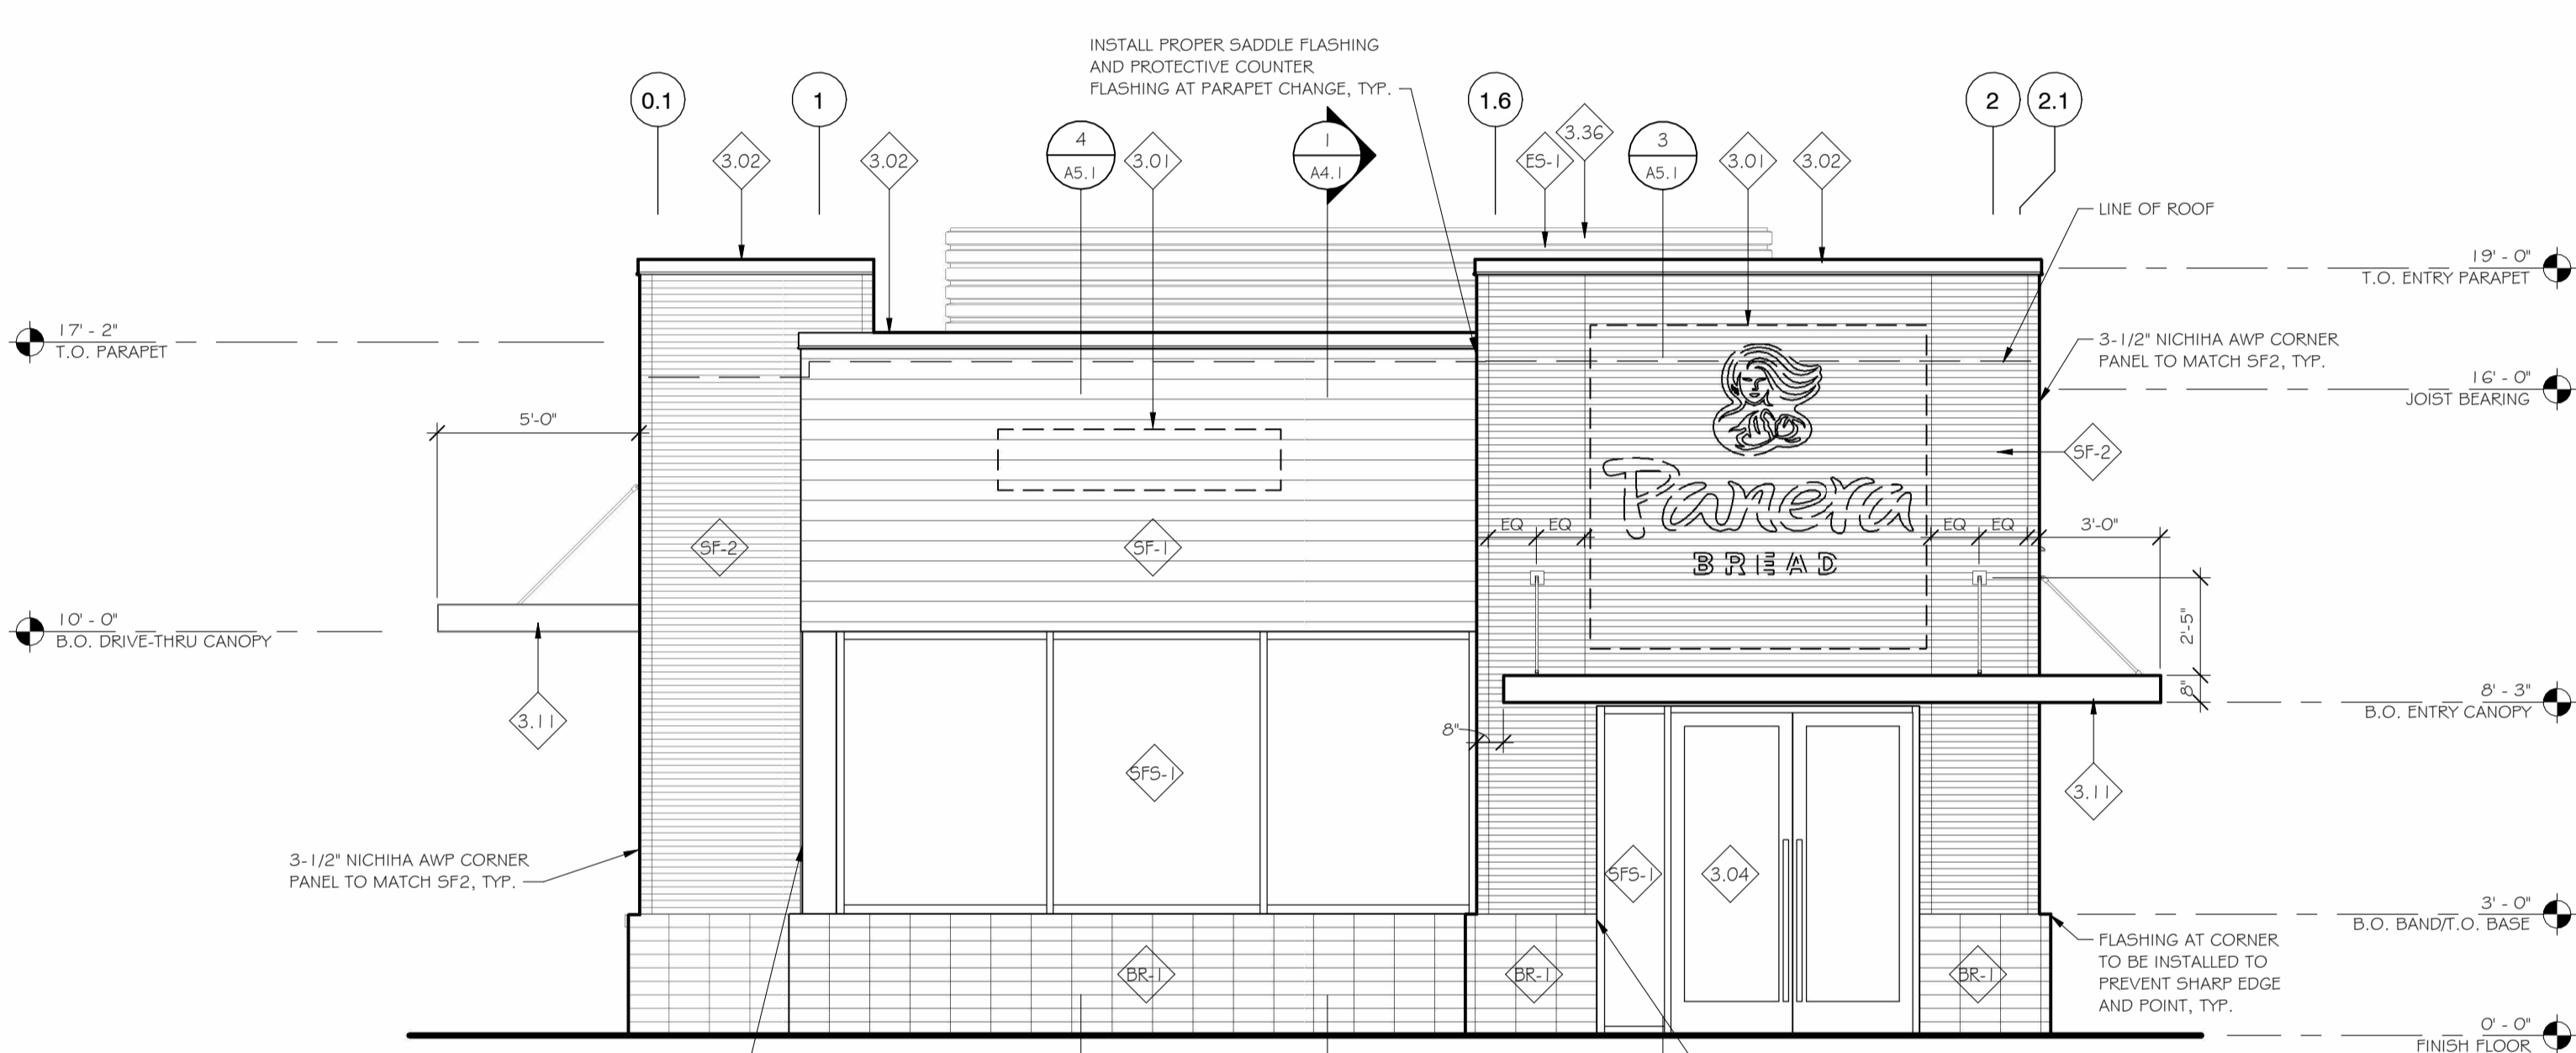 INSTALL PROPER SADDLE FLASHING
AND PROTECTIVE COUNTER
FLASHING AT PARAPET CHANGE, TYP.
0.1
1
1.6
2
2.1
3.02
3.02
4
A5.1
3.01
1
A4.1
ES-1
3.36
3
A5.1
3.01
3.02
LINE OF ROOF
19' - 0"
T.O. ENTRY PARAPET
17' - 2"
T.O. PARAPET
3-1/2" NICHIHA AWP CORNER
PANEL TO MATCH SF2, TYP.
16' - 0"
JOIST BEARING
5'-0"
SF-2
Panera
BREAD
EQ
EQ
EQ
EQ
3'-0"
SF-2
SF-1
2'-5"
8"
10' - 0"
B.O. DRIVE-THRU CANOPY
8' - 3"
B.O. ENTRY CANOPY
3.11
8"
SFS-1
3.11
3-1/2" NICHIHA AWP CORNER
PANEL TO MATCH SF2, TYP.
SFS-1
3.04
3' - 0"
B.O. BAND/T.O. BASE
BR-1
BR-1
BR-1
FLASHING AT CORNER
TO BE INSTALLED TO
PREVENT SHARP EDGE
AND POINT, TYP.
0' - 0"
FINISH FLOOR